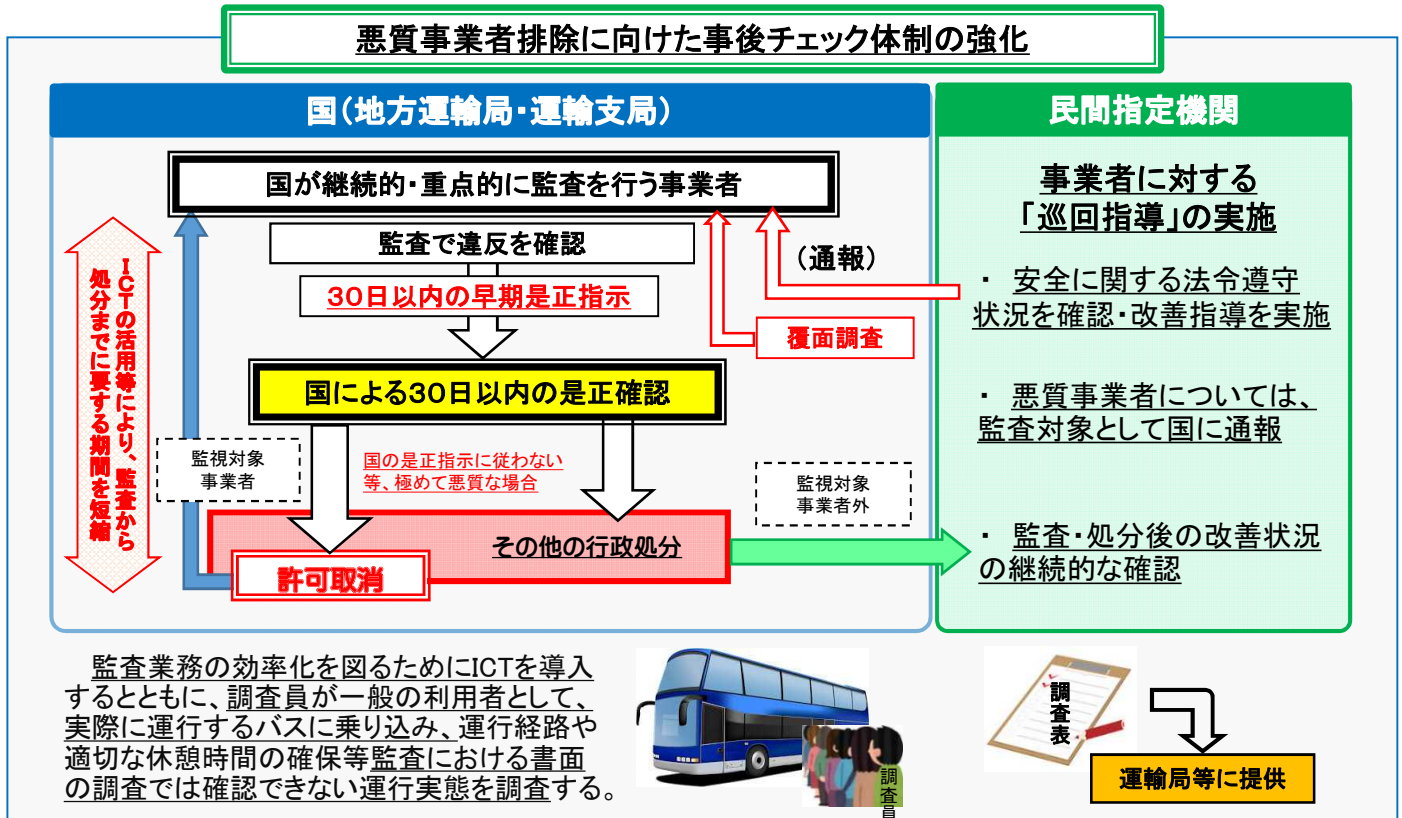 悪質事業者排除に向けた事後チェック体制の強化
国(地方運輸局・運輸支局)
国が継続的・重点的に監査を行う事業者
監査で違反を確認
30日以内の早期是正指示
(通報)
覆面調査
国による30日以内の是正確認
ICTの活用等により、監査から
処分までに要する期間を短縮
監視対象
事業者
国の是正指示に従わない
等、極めて悪質な場合
監視対象
事業者外
その他の行政処分
許可取消
民間指定機関
事業者に対する
「巡回指導」の実施
・ 安全に関する法令遵守
状況を確認・改善指導を実施
・ 悪質事業者については、
監査対象として国に通報
・ 監査・処分後の改善状況
の継続的な確認
監査業務の効率化を図るためにICTを導入
するとともに、調査員が一般の利用者として、
実際に運行するバスに乗り込み、運行経路や
適切な休憩時間の確保等監査における書面
の調査では確認できない運行実態を調査する。
調査員
調査表
運輸局等に提供